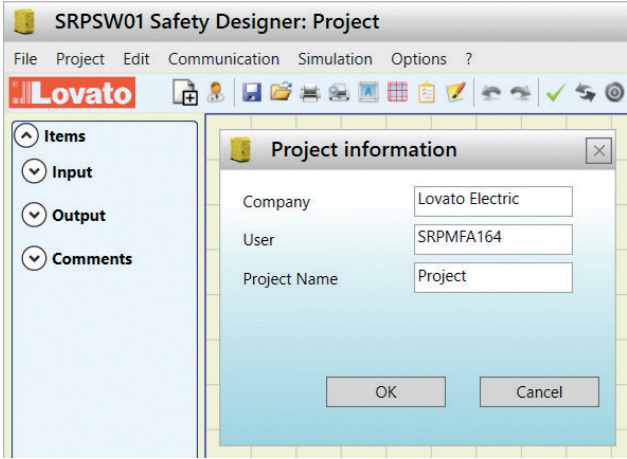 SRPSW01 Safety Designer: Project
File Project Edit Communication Simulation Options ?
Lovato
Items
Input
Output
Comments
Project information
Company Lovato Electric
User SRPMFA164
Project Name Project
OK Cancel